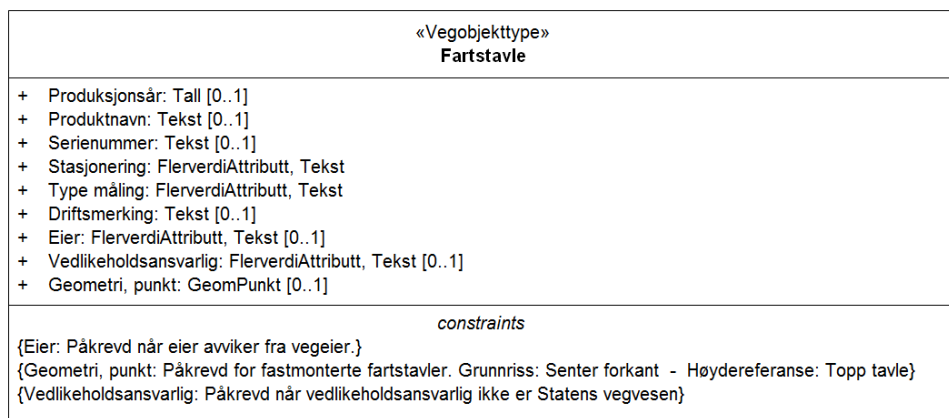 «Vegobjekttype»
Fartstavle
+ Produksjonsår: Tall [0..1]
+ Produktnavn: Tekst [0..1]
+ Serienummer: Tekst [0..1]
+ Stasjonering: FlerverdiAttributt, Tekst
+ Type måling: FlerverdiAttributt, Tekst
+ Driftsmerking: Tekst [0..1]
+ Eier: FlerverdiAttributt, Tekst [0..1]
+ Vedlikeholdsansvarlig: FlerverdiAttributt, Tekst [0..1]
+ Geometri, punkt: GeomPunkt [0..1]
constraints
{Eier: Påkrevd når eier avviker fra vegeier.}
{Geometri, punkt: Påkrevd for fastmonterte fartstavler. Grunnriss: Senter forkant - Høydereferanse: Topp tavle}
{Vedlikeholdsansvarlig: Påkrevd når vedlikeholdsansvarlig ikke er Statens vegvesen}